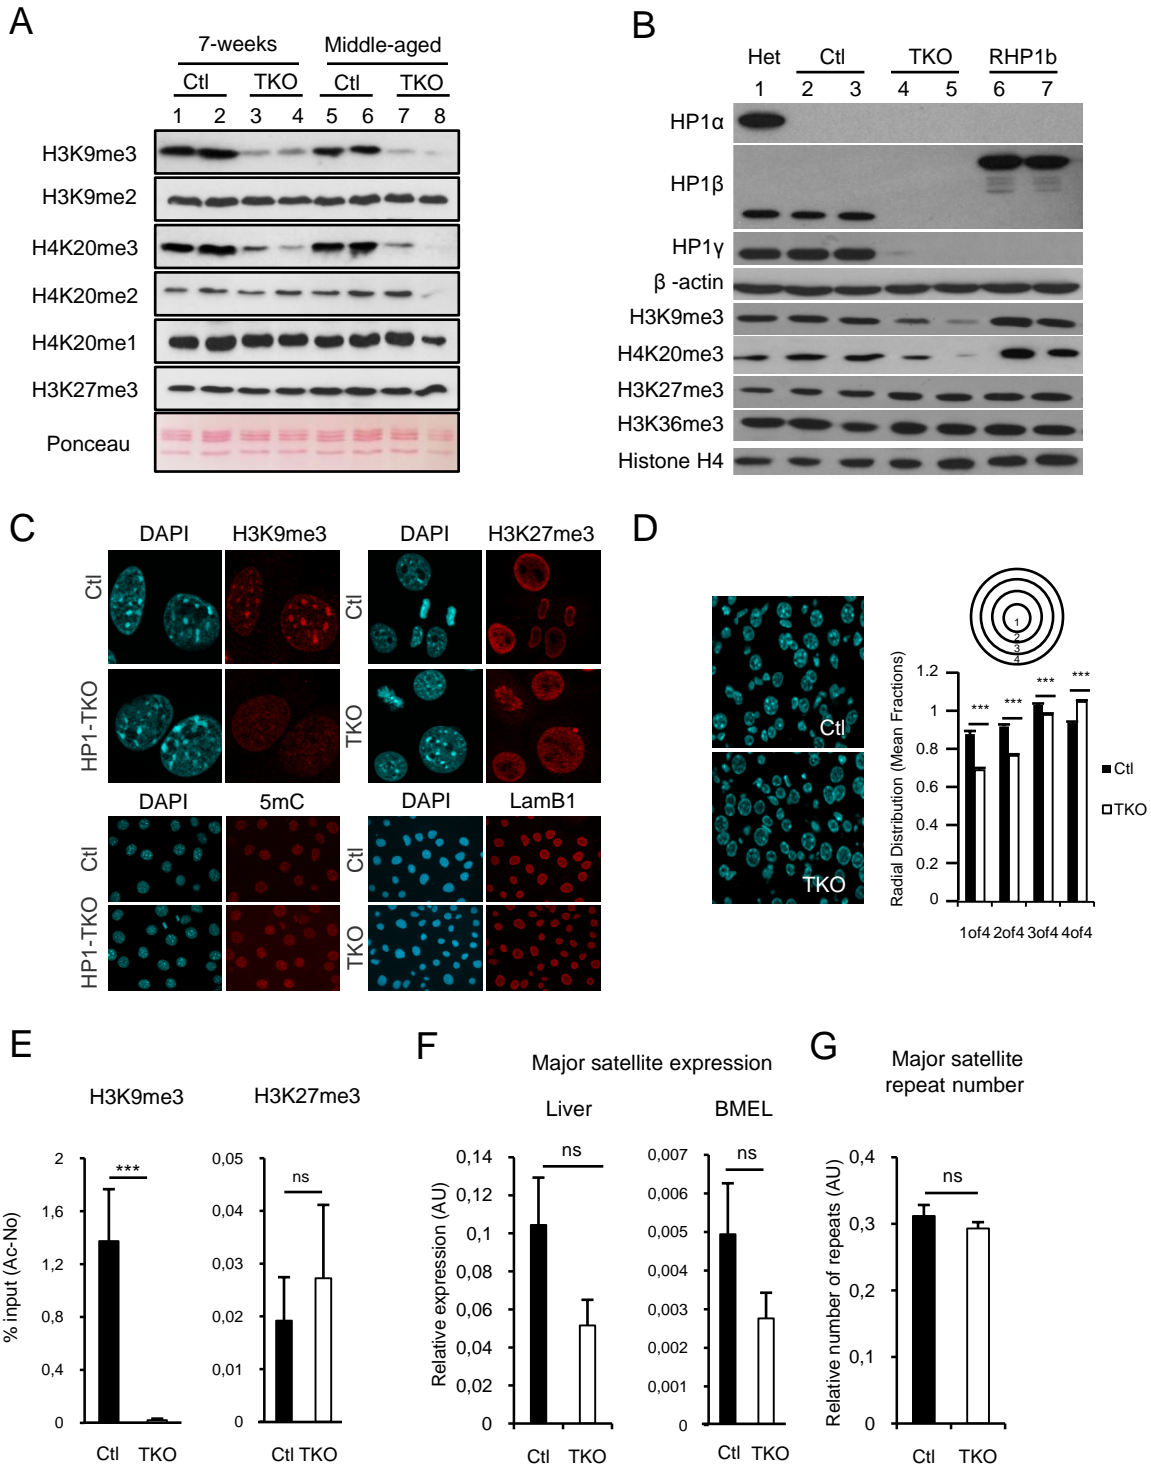 A
7-weeks Middle-aged
Ctl TKO Ctl TKO
1 2 3 4 5 6 7 8
H3K9me3
H3K9me2
H4K20me3
H4K20me2
H4K20me1
H3K27me3
Ponceau
B
Het Ctl TKO RHP1b
1 2 3 4 5 6 7
HP1α
HP1β
HP1γ
β -actin
H3K9me3
H4K20me3
H3K27me3
H3K36me3
Histone H4
C
DAPI H3K9me3 DAPI H3K27me3
Ctl Ctl
HP1-TKO TKO
DAPI 5mC DAPI LamB1
Ctl Ctl
HP1-TKO TKO
D
Ctl
TKO
1
2
3
4
Radial Distribution (Mean Fractions)
1.2
1
0.8
0.6
0.4
0.2
0
*** *** *** ***
Ctl
TKO
1of4 2of4 3of4 4of4
E
H3K9me3
% input (Ac-No)
2
1,6
1,2
0,8
0,4
0
***
Ctl TKO
H3K27me3
0,05
0,04
0,03
0,02
0,01
0
ns
Ctl TKO
F
Major satellite expression
Liver
Relative expression (AU)
0,14
0,12
0,1
0,08
0,06
0,04
0,02
0
ns
Ctl TKO
BMEL
0,007
0,006
0,005
0,004
0,003
0,002
0,001
0
ns
Ctl TKO
G
Major satellite
repeat number
Relative number of repeats (AU)
0,4
0,3
0,2
0,1
0
ns
Ctl TKO